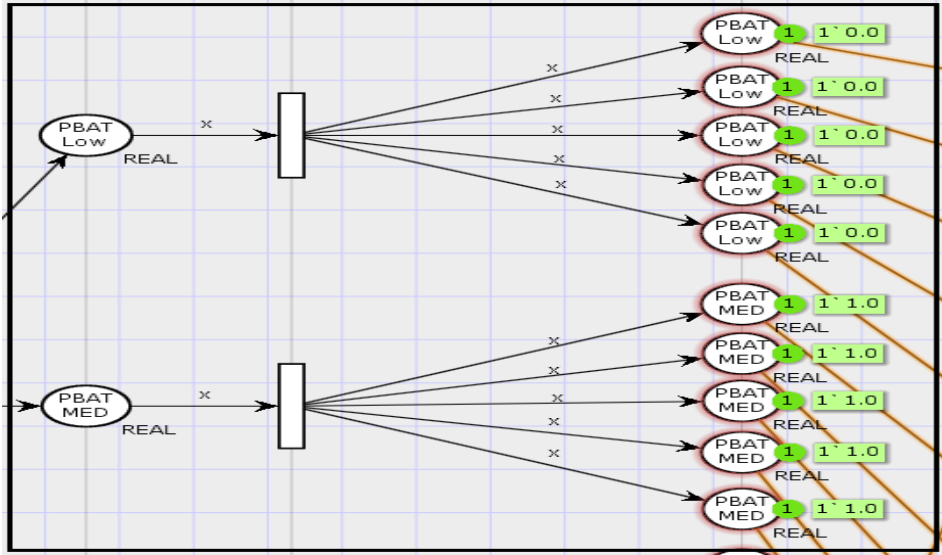 PBAT
Low
1
1`0.0
REAL
x
PBAT
Low
1
1`0.0
REAL
x
PBAT
Low
REAL
x
x
PBAT
Low
1
1`0.0
REAL
x
PBAT
Low
1
1`0.0
REAL
x
PBAT
Low
1
1`0.0
REAL
PBAT
MED
1
1`1.0
REAL
x
PBAT
MED
1
1`1.0
REAL
x
PBAT
MED
REAL
x
x
PBAT
MED
1
1`1.0
REAL
x
PBAT
MED
1
1`1.0
REAL
x
PBAT
MED
1
1`1.0
REAL